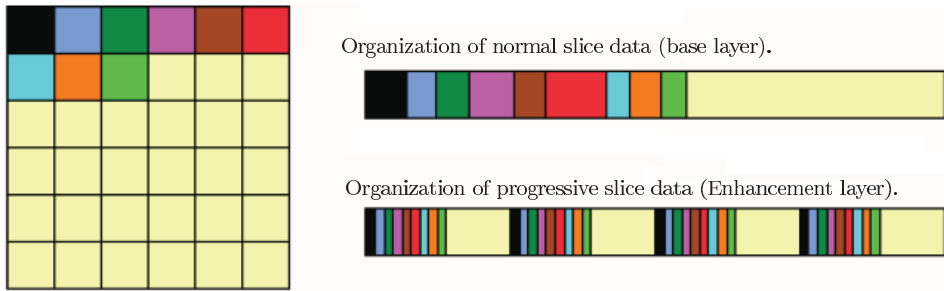 Organization of normal slice data (base layer).
Organization of progressive slice data (Enhancement layer).